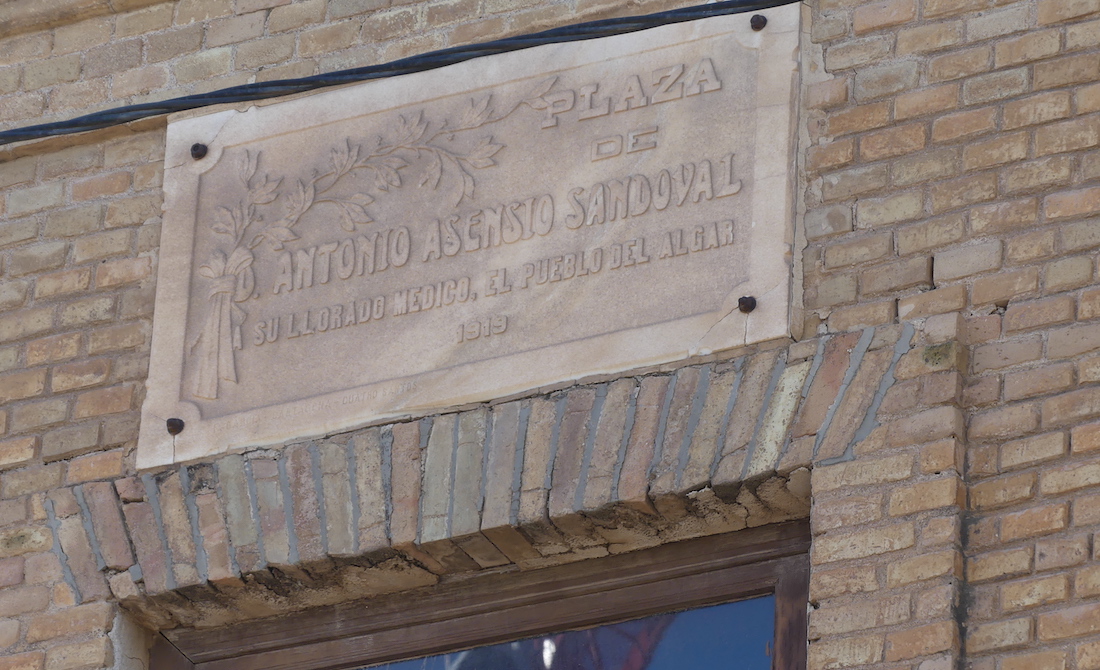 PLAZA
DE
D. ANTONIO ASENSIO SANDOVAL
A SU LLORADO MEDICO, EL PUEBLO DEL ALGAR
1919